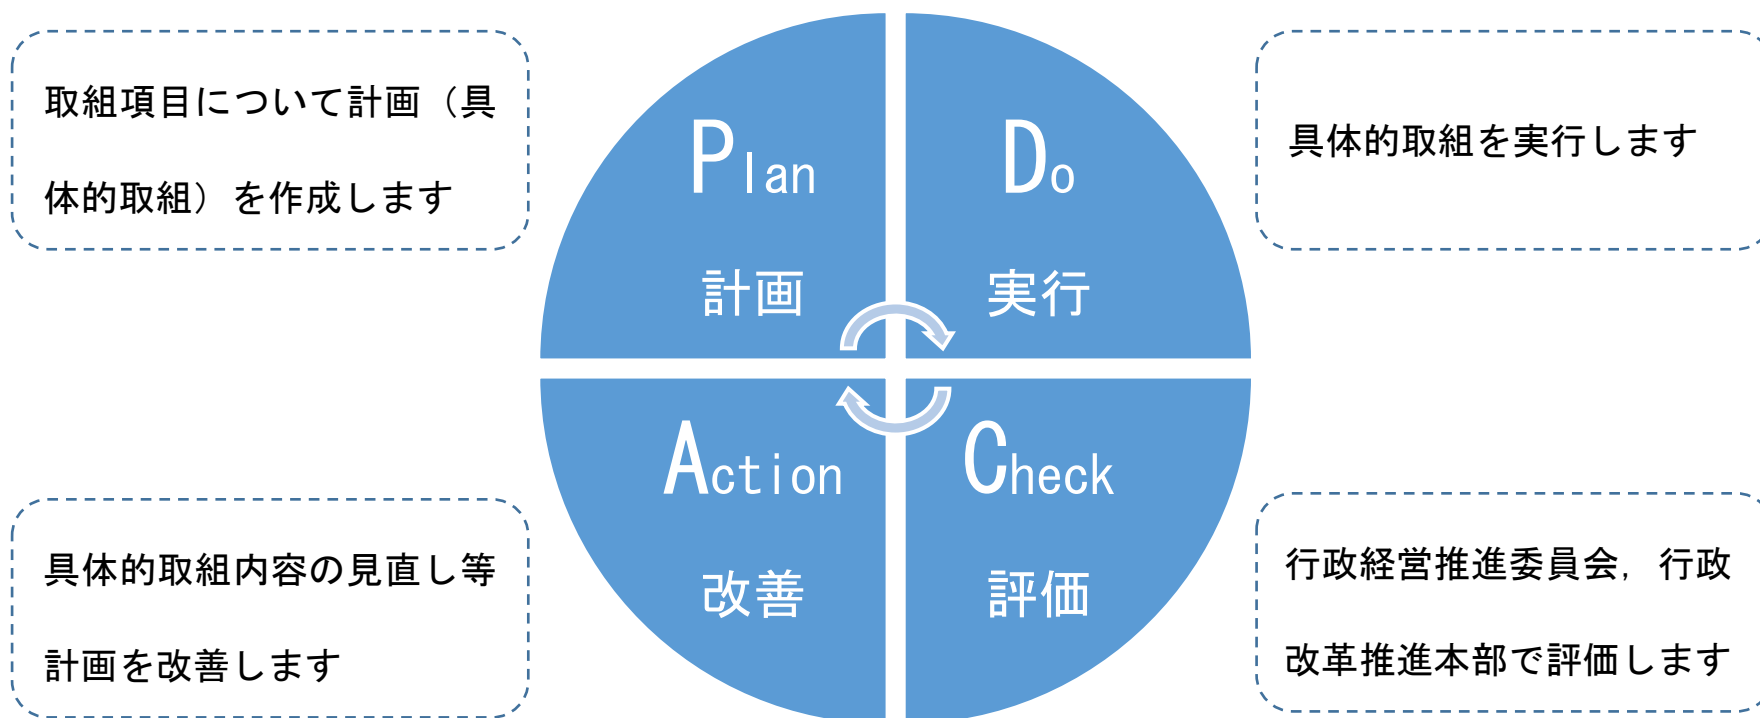 取組項目について計画（具
体的取組）を作成します
Plan
計画
Do
実行
具体的取組を実行します
具体的取組内容の見直し等
計画を改善します
Action
改善
Check
評価
行政経営推進委員会，行政
改革推進本部で評価します